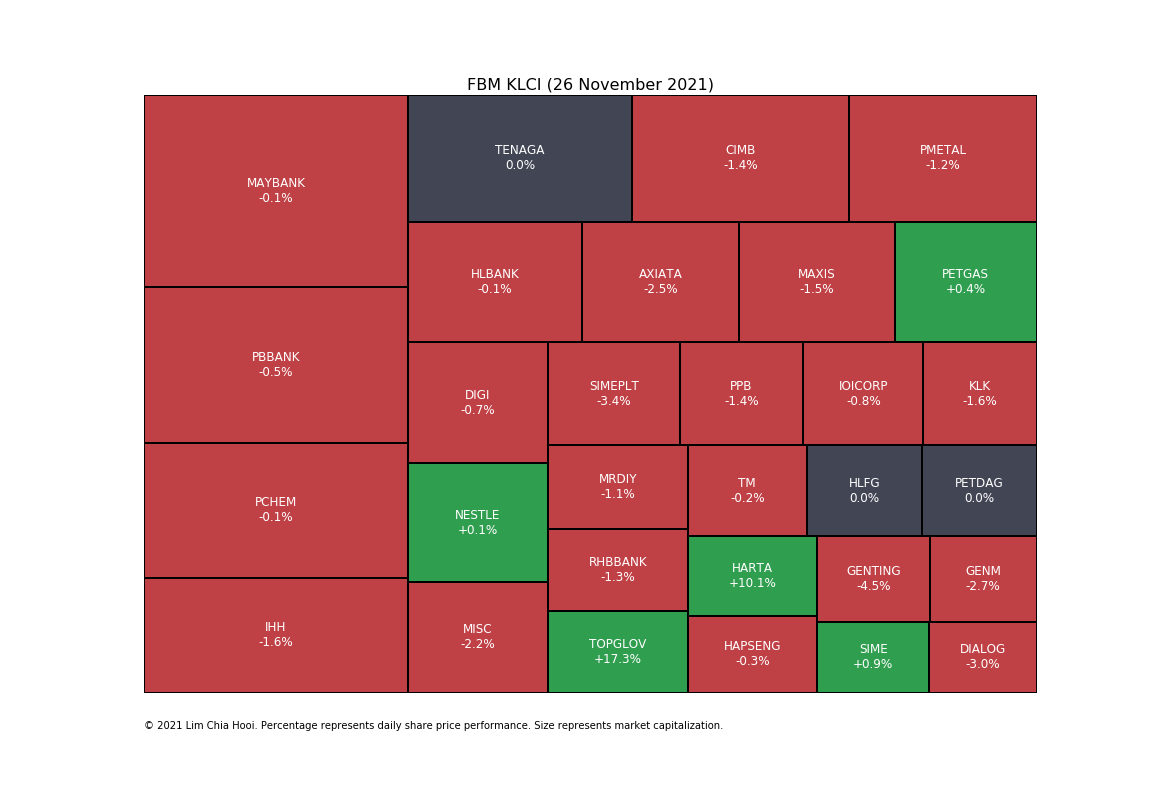 FBM KLCI (26 November 2021)
MAYBANK
-0.1%
PBBANK
-0.5%
PCHEM
-0.1%
IHH
-1.6%
TENAGA
0.0%
CIMB
-1.4%
PMETAL
-1.2%
HLBANK
-0.1%
AXIATA
-2.5%
MAXIS
-1.5%
PETGAS
+0.4%
DIGI
-0.7%
NESTLE
+0.1%
MISC
-2.2%
SIMEPLT
-3.4%
PPB
-1.4%
IOICORP
-0.8%
KLK
-1.6%
MRDIY
-1.1%
RHBBANK
-1.3%
TOPGLOV
+17.3%
TM
-0.2%
HLFG
0.0%
PETDAG
0.0%
HARTA
+10.1%
HAPSENG
-0.3%
GENTING
-4.5%
GENM
-2.7%
SIME
+0.9%
DIALOG
-3.0%
© 2021 Lim Chia Hooi. Percentage represents daily share price performance. Size represents market capitalization.